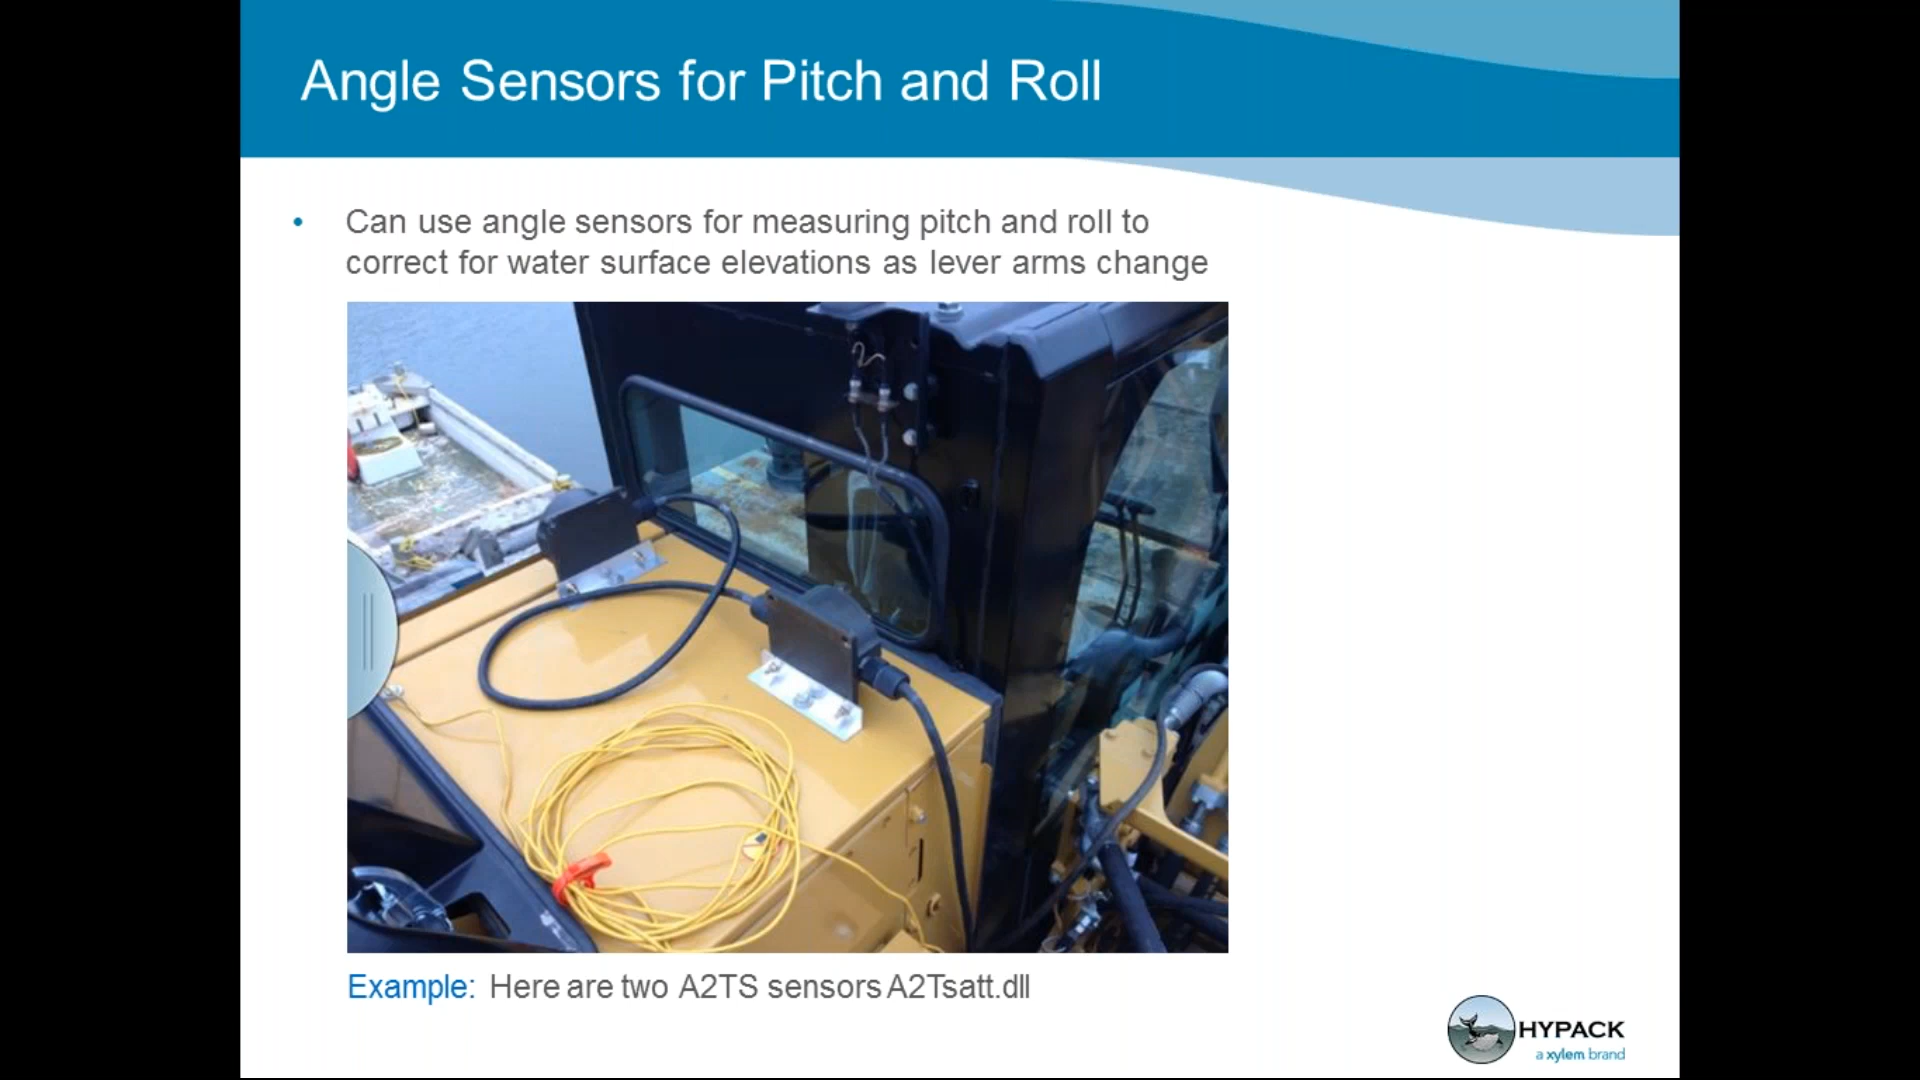 Angle Sensors for Pitch and Roll
• Can use angle sensors for measuring pitch and roll to
correct for water surface elevations as lever arms change
Example: Here are two A2TS sensors A2Tsatt.dll
HYPACK
a xylem brand